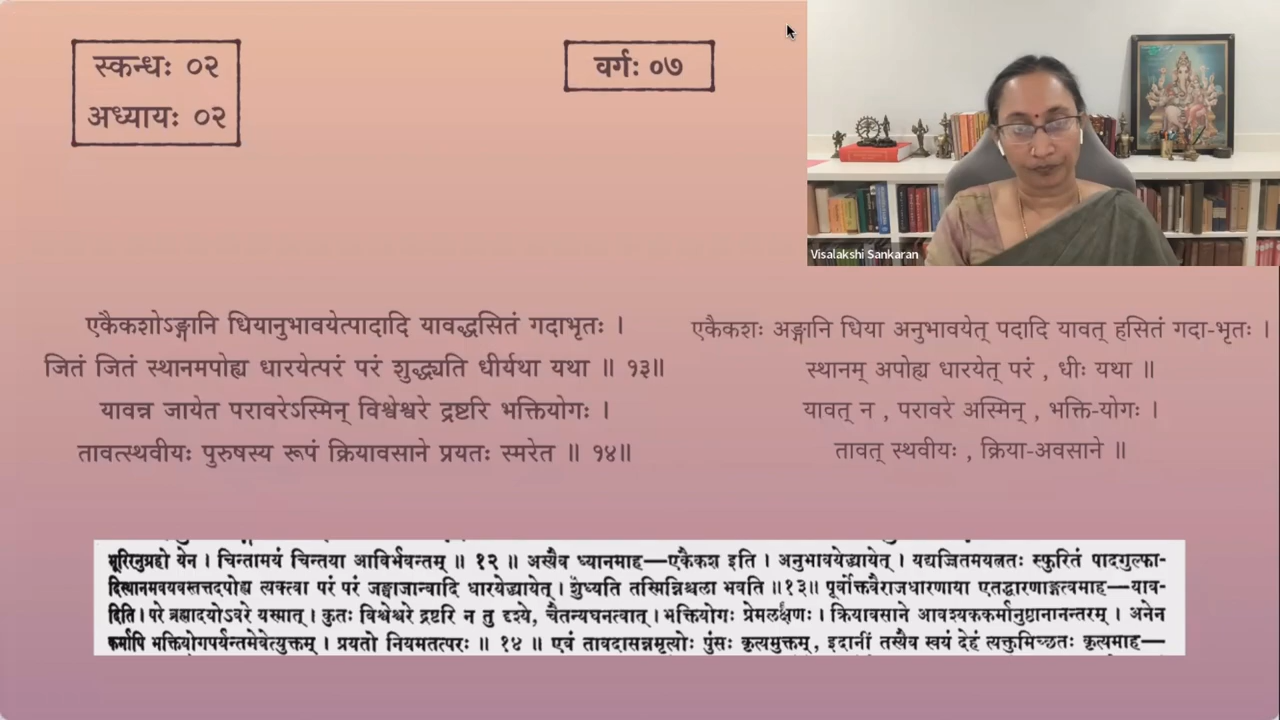 स्कन्धः ०२
अध्यायः ०२
वर्गः ०७
Visalakshi Sankaran
एकैकशोऽङ्गानि धियानुभावयेत्पादादि यावद्धसितं गदाभृतः ।
जितं जितं स्थानमपोह्य धारयेत्परं परं शुद्ध्यति धीर्यथा यथा ॥ १३॥
यावन्न जायेत परावरेऽस्मिन् विश्वेश्वरे द्रष्टरि भक्तियोगः ।
तावत्स्थवीयः पुरुषस्य रूपं क्रियावसाने प्रयतः स्मरेत ॥ १४॥
एकैकशः अङ्गानि धिया अनुभावयेत् पदादि यावत् हसितं गदा-भृतः ।
स्थानम् अपोह्य धारयेत् परं , धीः यथा ॥
यावत् न , परावरे अस्मिन् , भक्ति-योगः ।
तावत् स्थवीयः , क्रिया-अवसाने ॥
भूरिरनुग्रहो येन । चिन्तामयं चिन्तया आविर्भवन्तम् ॥ १२ ॥ अस्यैव ध्यानमाह—एकैकश इति । अनुभावयेद्ध्यायेत् । यद्यज्जितमयत्नतः स्फुरितं पादगुल्फा-
दिस्थानमवयवस्तत्तदपोह्य त्यक्त्वा परं परं जङ्घाजान्वादि धारयेद्ध्यायेत् । शुध्यति तस्मिन्निश्चला भवति ॥१३॥ पूर्वोक्तवैराजधारणाया एतद्धारणाङ्गत्वमाह—याव-
दिति । परे ब्रह्मादयोऽवरे यस्मात् । कुतः विश्वेश्वरे द्रष्टरि न तु दृश्ये, चैतन्यघनत्वात् । भक्तियोगः प्रेमलक्षणः । क्रियावसाने आवश्यककर्मानुष्ठानानन्तरम् । अनेन
कर्मापि भक्तियोगपर्यन्तमेवेत्युक्तम् । प्रयतो नियमतत्परः ॥ १४ ॥ एवं तावदासन्नमृत्योः पुंसः कृत्यमुक्तम्, इदानीं तस्यैव स्वयं देहं त्यक्तुमिच्छतः कृत्यमाह—